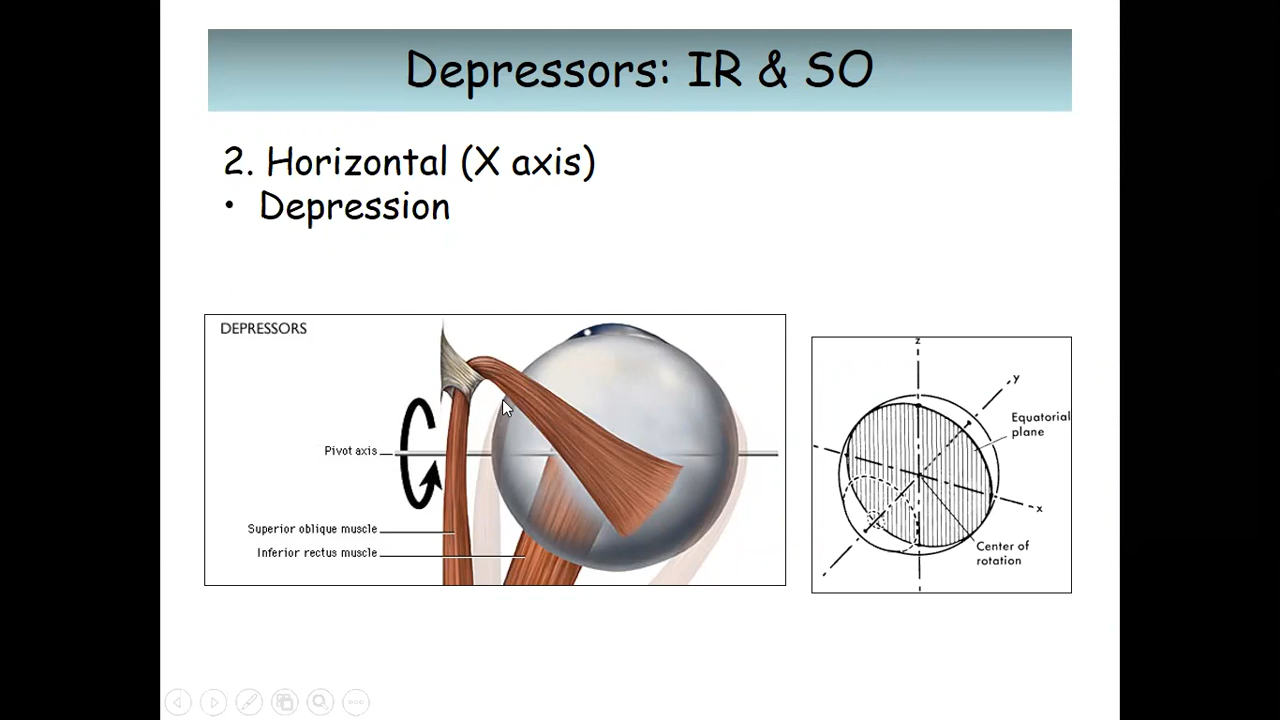 Depressors: IR & SO
2. Horizontal (X axis)
• Depression
DEPRESSORS
Pivot axis
Superior oblique muscle
Inferior rectus muscle
z
y
Equatorial
plane
x
Center of
rotation